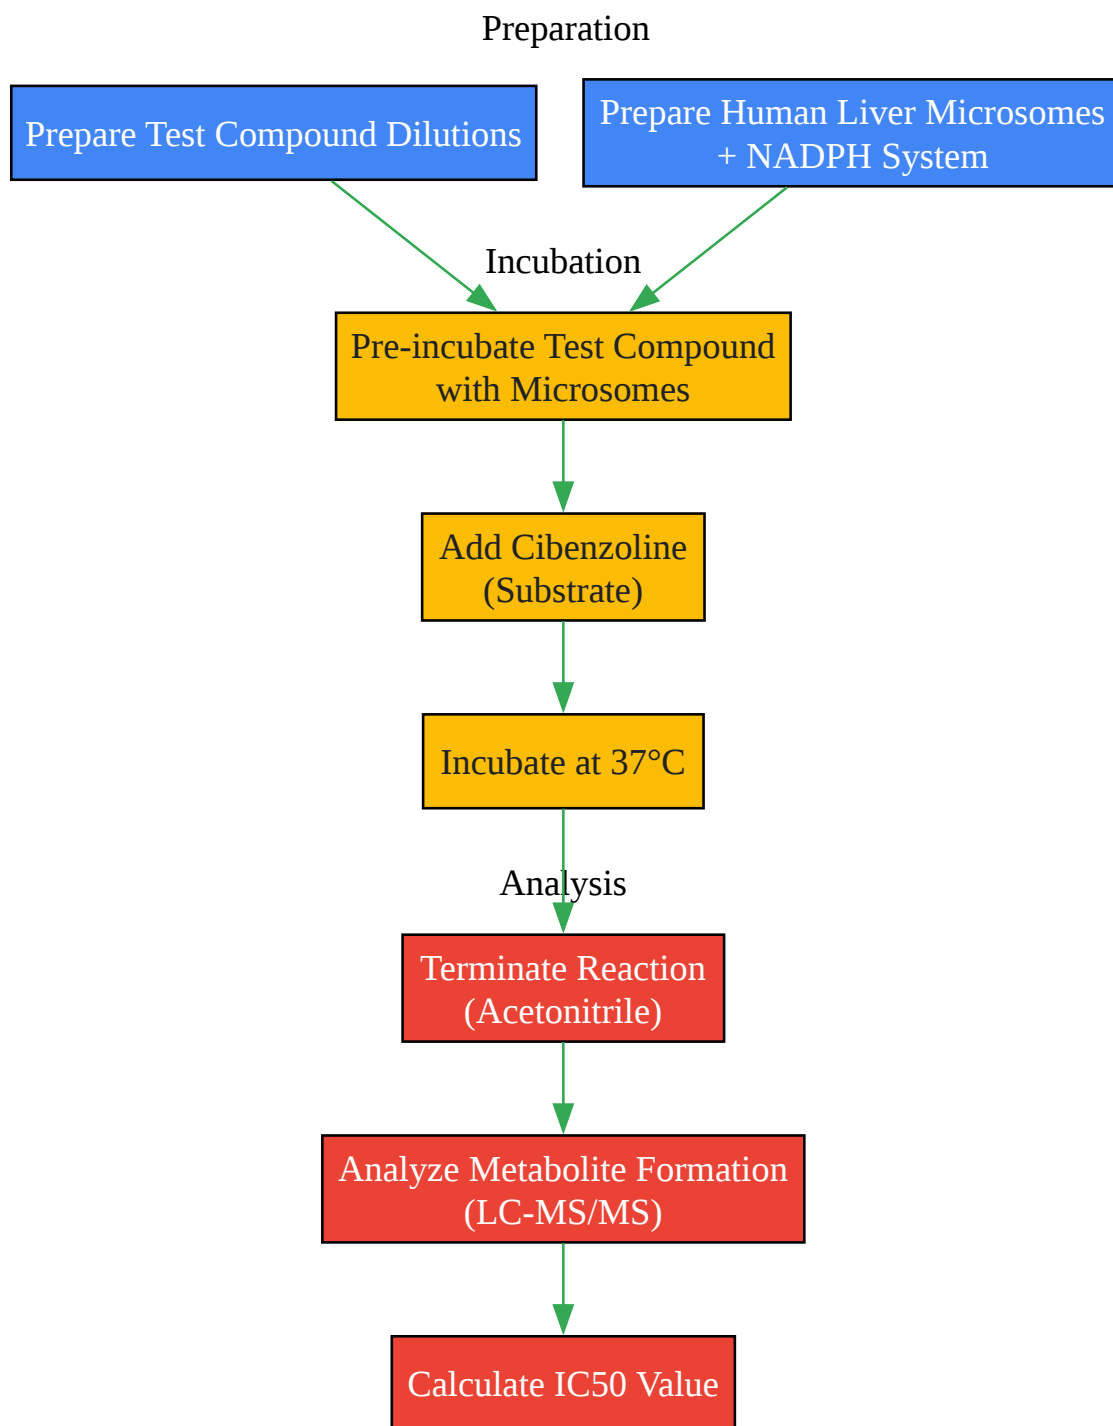 Preparation
Prepare Test Compound Dilutions
Prepare Human Liver Microsomes
+ NADPH System
Incubation
Pre-incubate Test Compound
with Microsomes
Add Cibenzoline
(Substrate)
Incubate at 37°C
Analysis
Terminate Reaction
(Acetonitrile)
Analyze Metabolite Formation
(LC-MS/MS)
Calculate IC50 Value